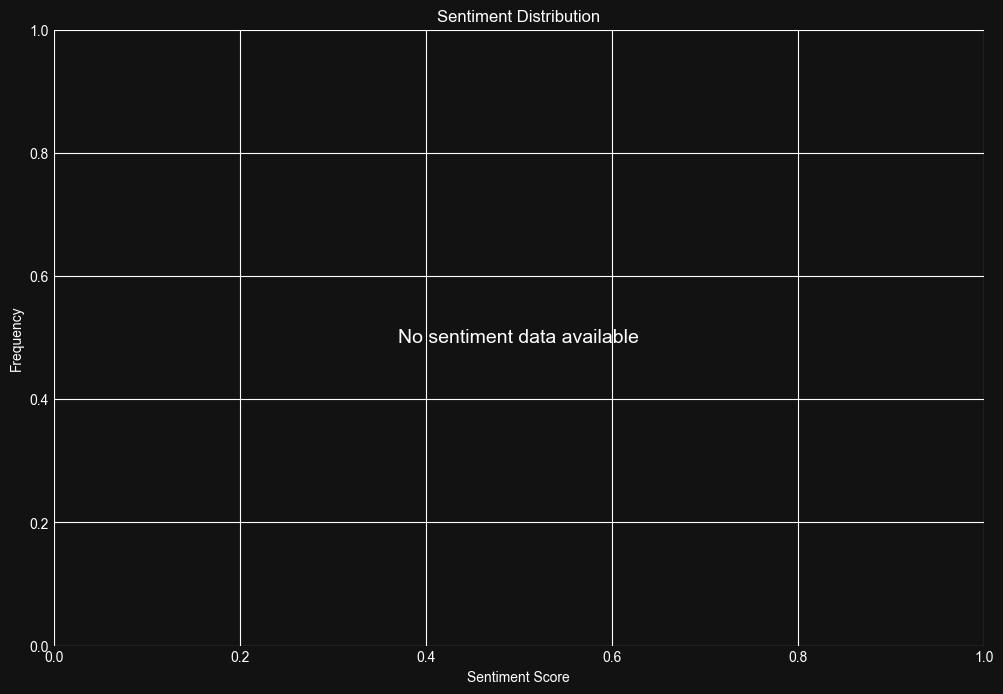 Sentiment Distribution
1.0
0.8
0.6
No sentiment data available
Frequency
0.4
0.2
0.0
0.0 0.2 0.4 0.6 0.8 1.0
Sentiment Score